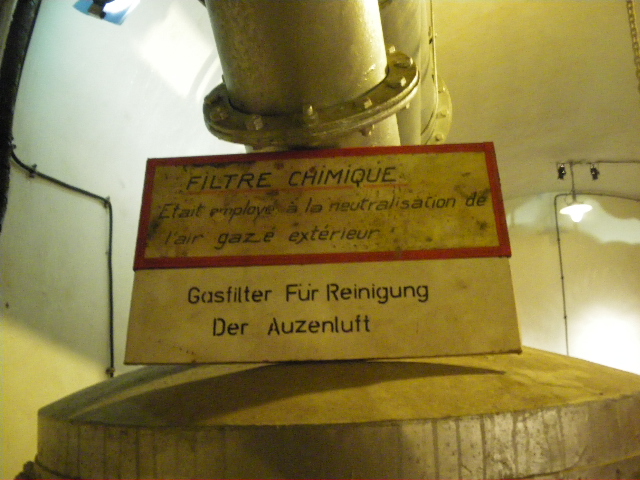 FILTRE CHIMIQUE
Etait employé à la neutralisation de
l'air gazé extérieur
Gasfilter Für Reinigung
Der Auzenluft